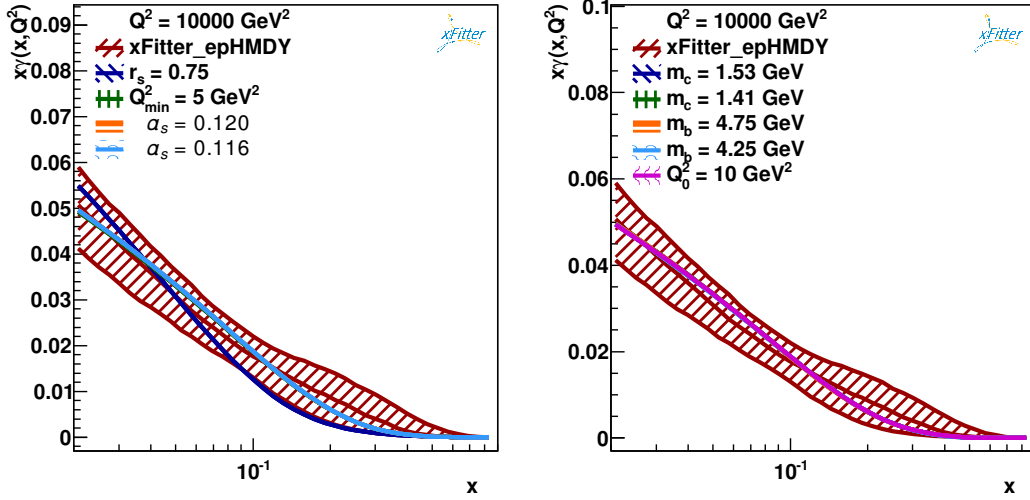 xγ(x,Q²)
Q² = 10000 GeV²
xFitter
xFitter_epHMDY
r_s = 0.75
Q²_min = 5 GeV²
α_s = 0.120
α_s = 0.116
0.09
0.08
0.07
0.06
0.05
0.04
0.03
0.02
0.01
0
10⁻¹
x
xγ(x,Q²)
0.1
Q² = 10000 GeV²
xFitter
xFitter_epHMDY
m_c = 1.53 GeV
m_c = 1.41 GeV
m_b = 4.75 GeV
m_b = 4.25 GeV
Q²_0 = 10 GeV²
0.08
0.06
0.04
0.02
0
10⁻¹
x